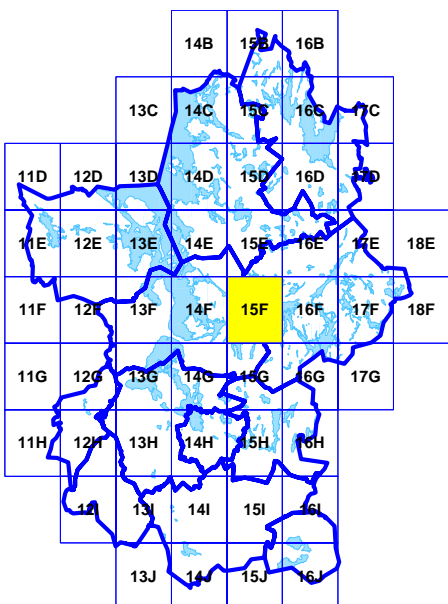 14B 15B 16B
13C 14C 15C 16C 17C
11D 12D 13D 14D 15D 16D 17D
11E 12E 13E 14E 15E 16E 17E 18E
11F 12F 13F 14F 15F 16F 17F 18F
11G 12G 13G 14G 15G 16G 17G
11H 12H 13H 14H 15H 16H
12I 13I 14I 15I 16I
13J 14J 15J 16J